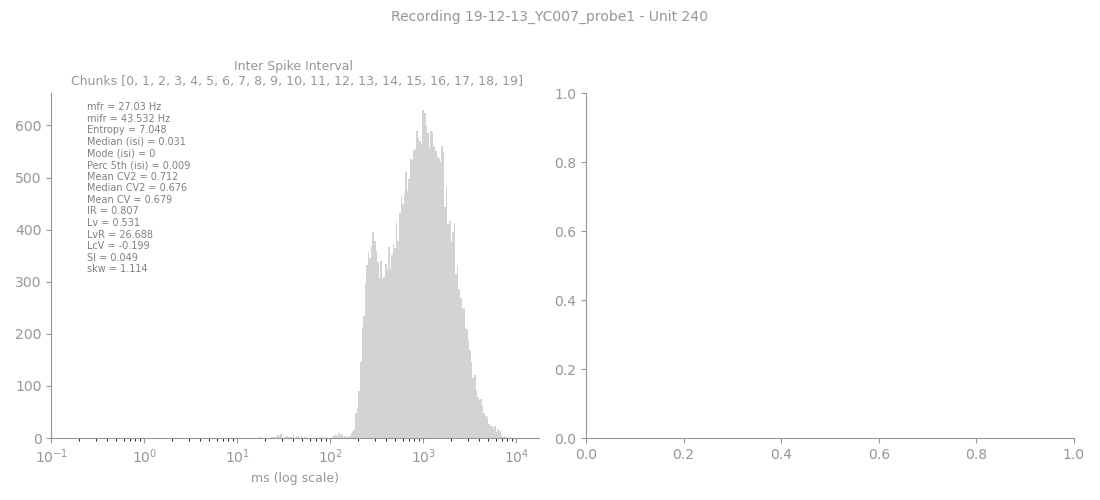 Recording 19-12-13_YC007_probe1 - Unit 240
Inter Spike Interval
Chunks [0, 1, 2, 3, 4, 5, 6, 7, 8, 9, 10, 11, 12, 13, 14, 15, 16, 17, 18, 19]
mfr = 27.03 Hz
mifr = 43.532 Hz
Entropy = 7.048
Median (isi) = 0.031
Mode (isi) = 0
Perc 5th (isi) = 0.009
Mean CV2 = 0.712
Median CV2 = 0.676
Mean CV = 0.679
IR = 0.807
Lv = 0.531
LvR = 26.688
LcV = -0.199
SI = 0.049
skw = 1.114
600
500
400
300
200
100
0
10⁻¹ 10⁰ 10¹ 10² 10³ 10⁴
ms (log scale)
1.0
0.8
0.6
0.4
0.2
0.0
0.0 0.2 0.4 0.6 0.8 1.0